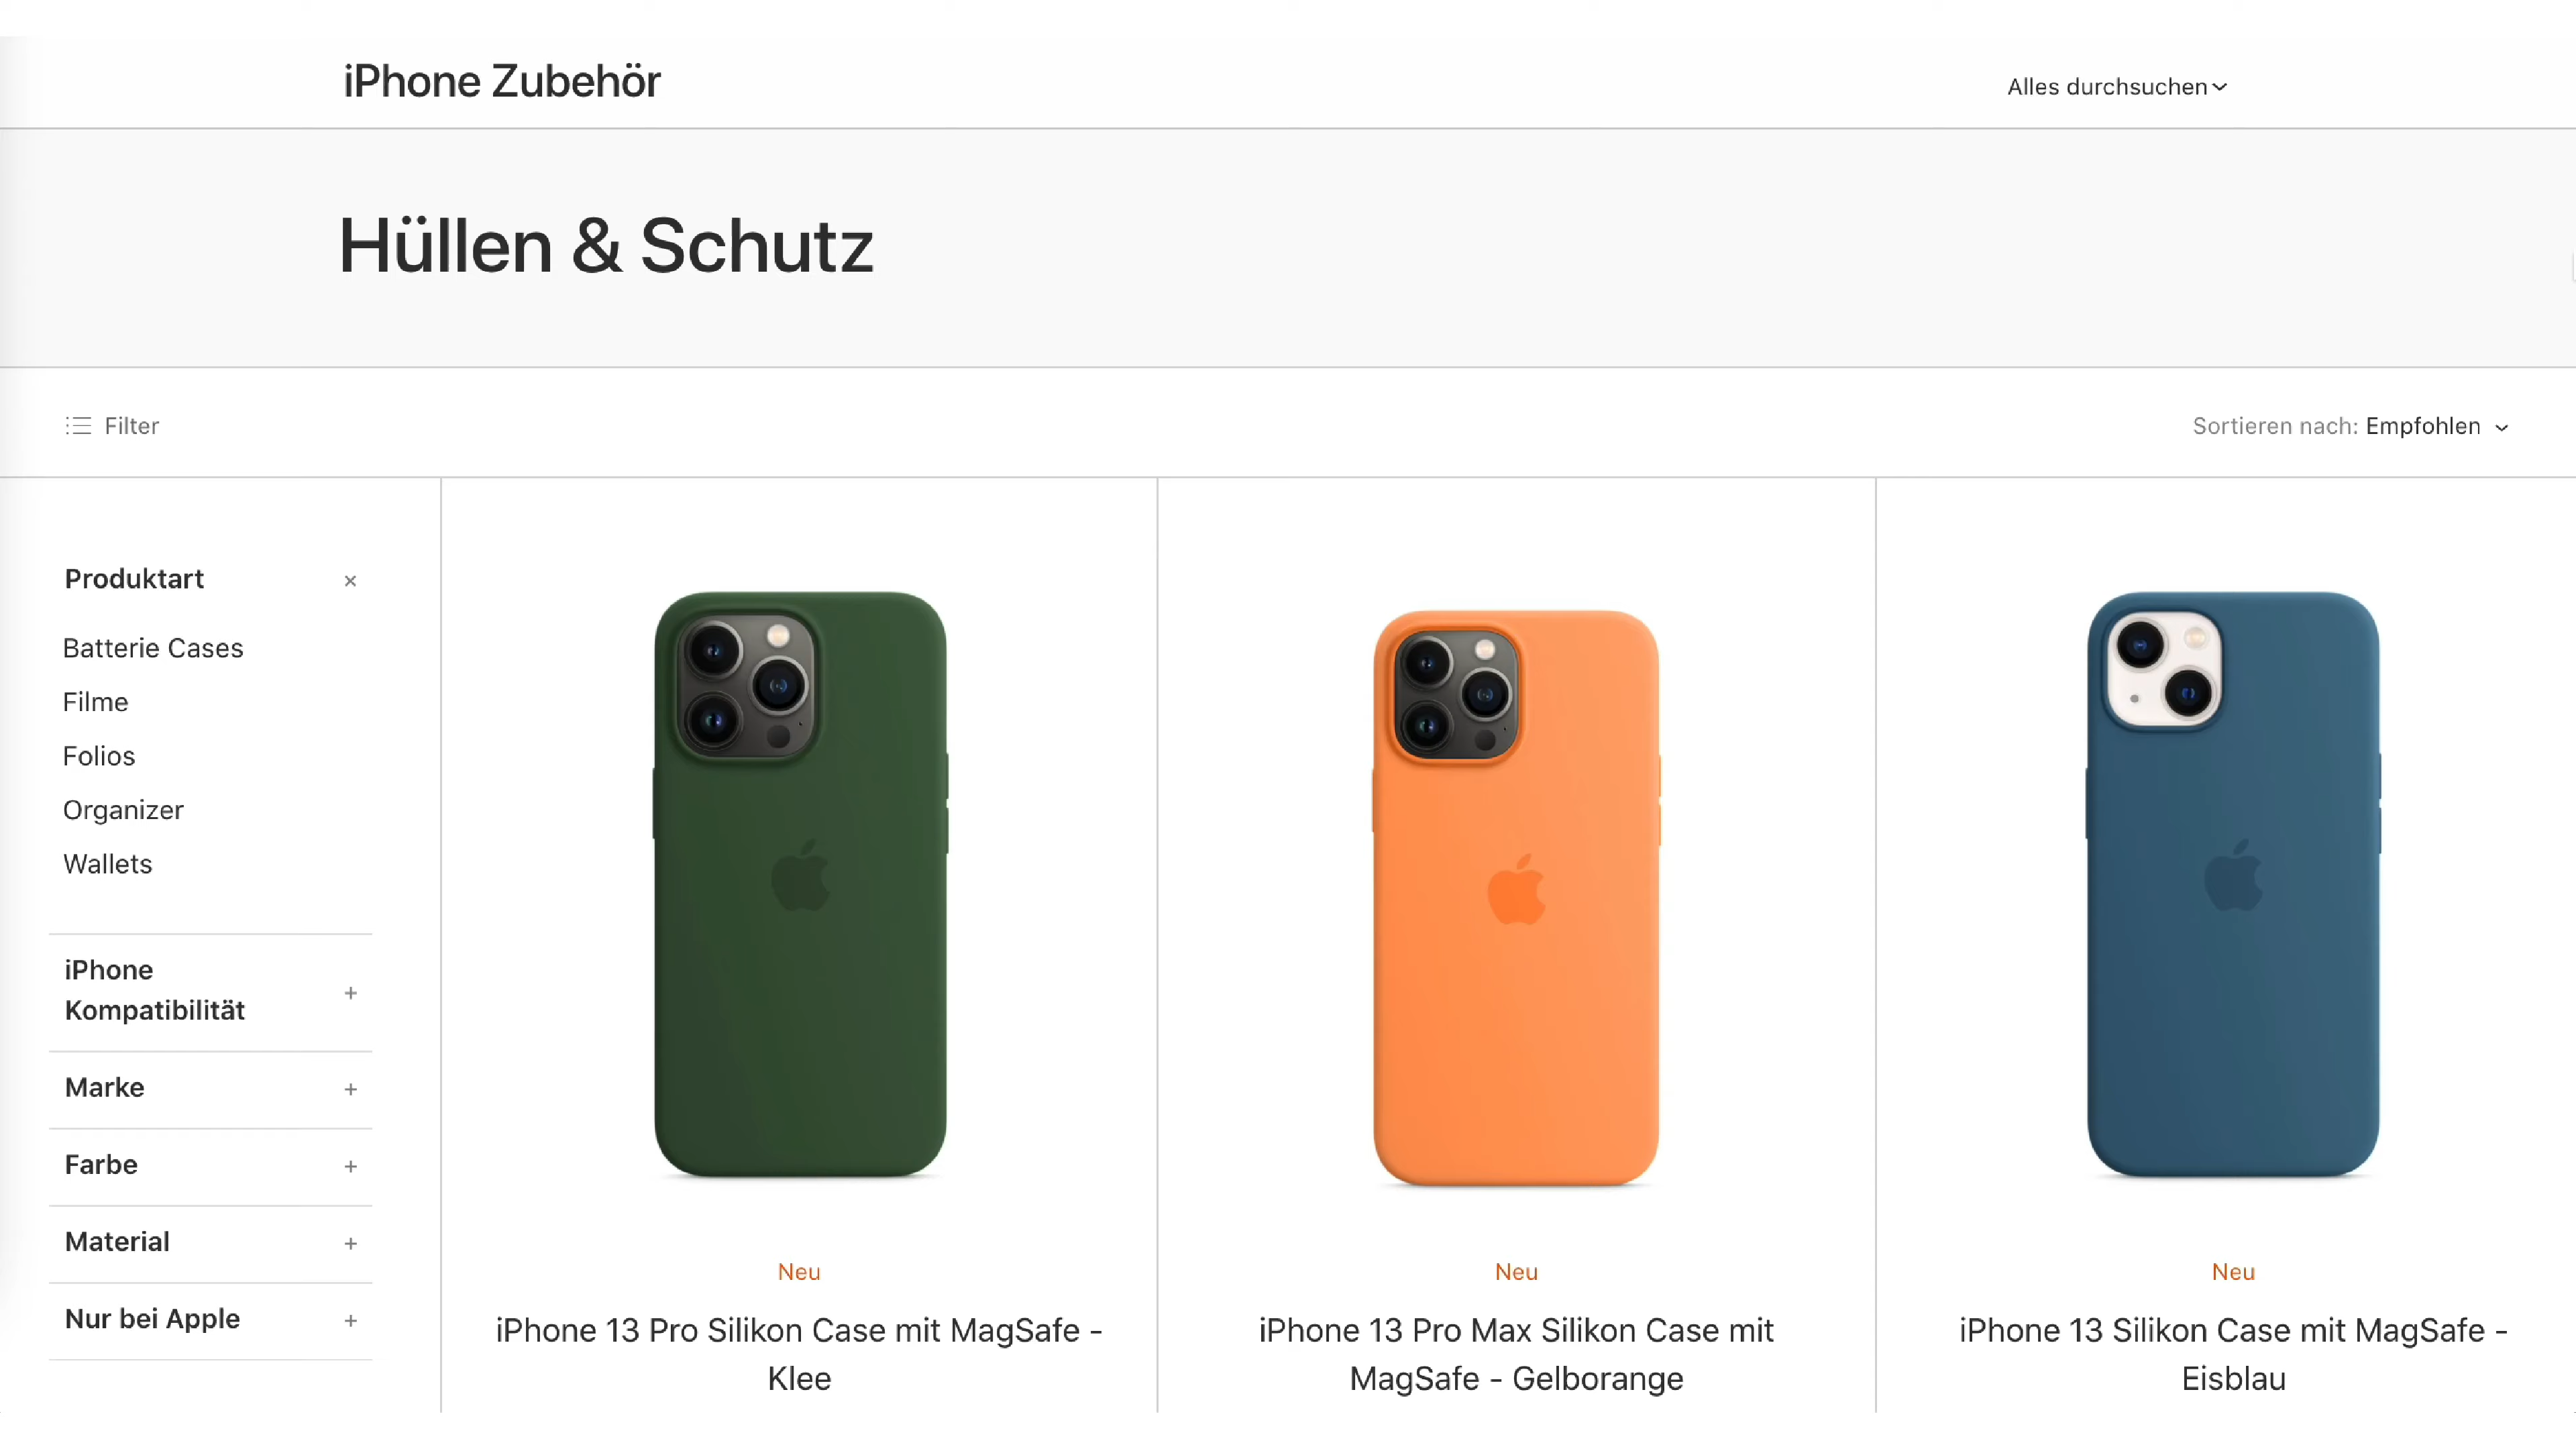 iPhone Zubehör
Alles durchsuchen
Hüllen & Schutz
Filter
Sortieren nach: Empfohlen
Produktart
Batterie Cases
Filme
Folios
Organizer
Wallets
iPhone
Kompatibilität
Marke
Farbe
Material
Nur bei Apple
Neu
iPhone 13 Pro Silikon Case mit MagSafe -
Klee
Neu
iPhone 13 Pro Max Silikon Case mit
MagSafe - Gelborange
Neu
iPhone 13 Silikon Case mit MagSafe -
Eisblau